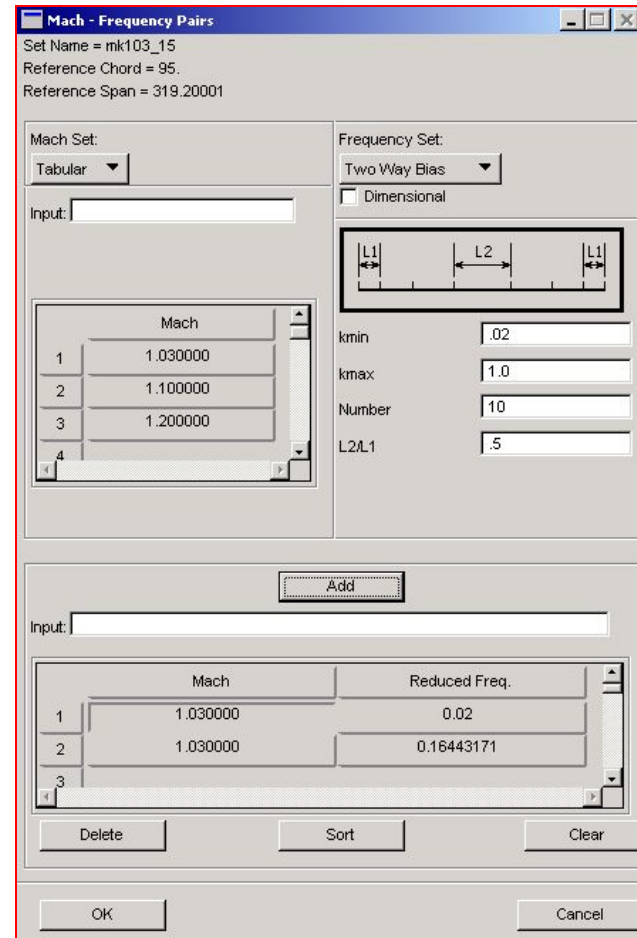 Mach - Frequency Pairs
Set Name = mk103_15
Reference Chord = 95.
Reference Span = 319.20001
Mach Set:
Tabular
Input:
Mach
1 1.030000
2 1.100000
3 1.200000
4
Frequency Set:
Two Way Bias
Dimensional
L1 L2 L1
kmin .02
kmax 1.0
Number 10
L2/L1 .5
Add
Input:
Mach Reduced Freq.
1 1.030000 0.02
2 1.030000 0.16443171
3
Delete Sort Clear
OK Cancel